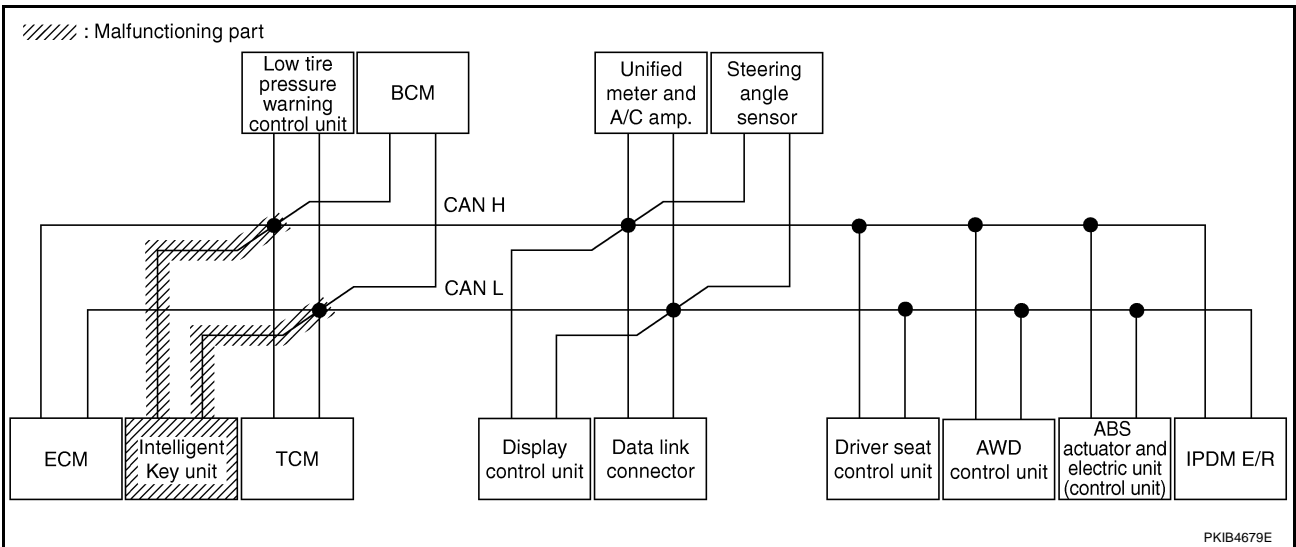 : Malfunctioning part
Low tire
pressure
warning
control unit
BCM
Unified
meter and
A/C amp.
Steering
angle
sensor
CAN H
CAN L
ECM
Intelligent
Key unit
TCM
Display
control unit
Data link
connector
Driver seat
control unit
AWD
control unit
ABS
actuator and
electric unit
(control unit)
IPDM E/R
PKIB4679E